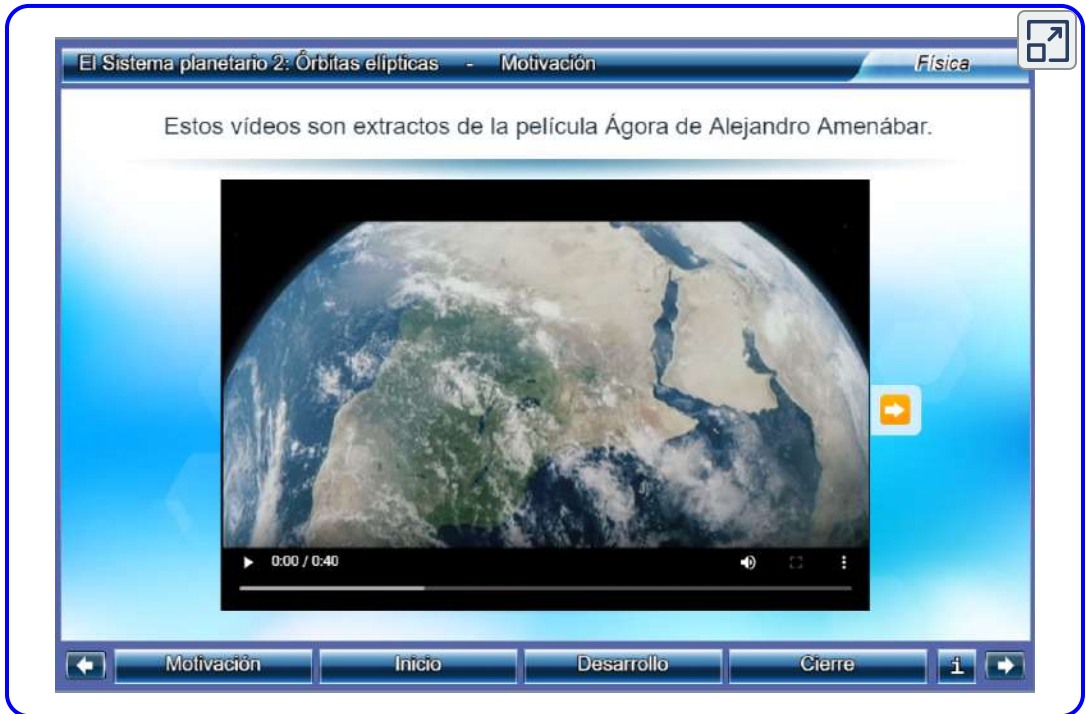 El Sistema planetario 2: Órbitas elípticas - Motivación Física
Estos vídeos son extractos de la película Ágora de Alejandro Amenábar.
0:00 / 0:40
Motivación Inicio Desarrollo Cierre i